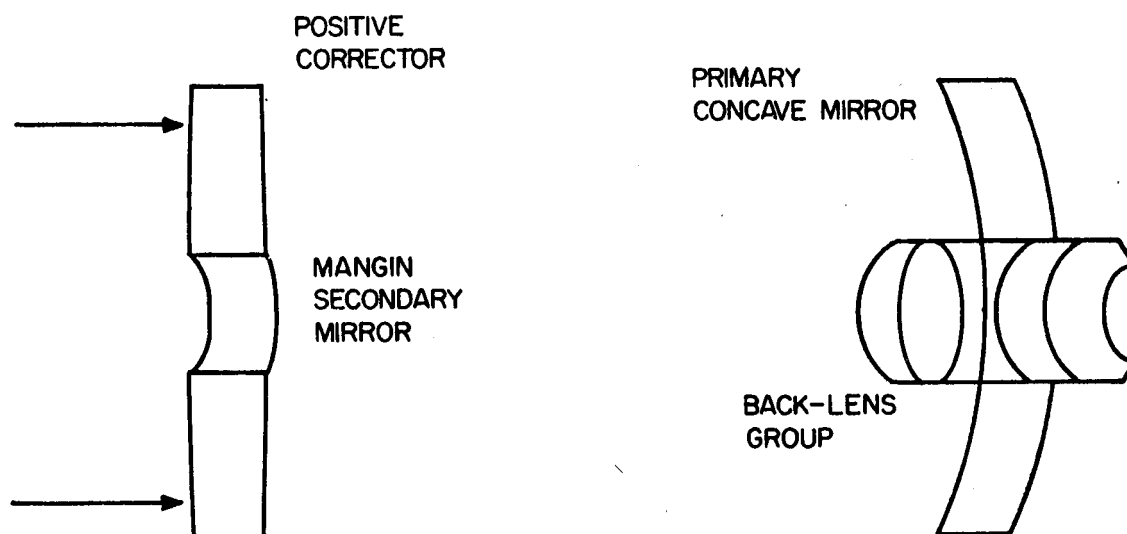 POSITIVE
CORRECTOR
PRIMARY
CONCAVE MIRROR
MANGIN
SECONDARY
MIRROR
BACK-LENS
GROUP